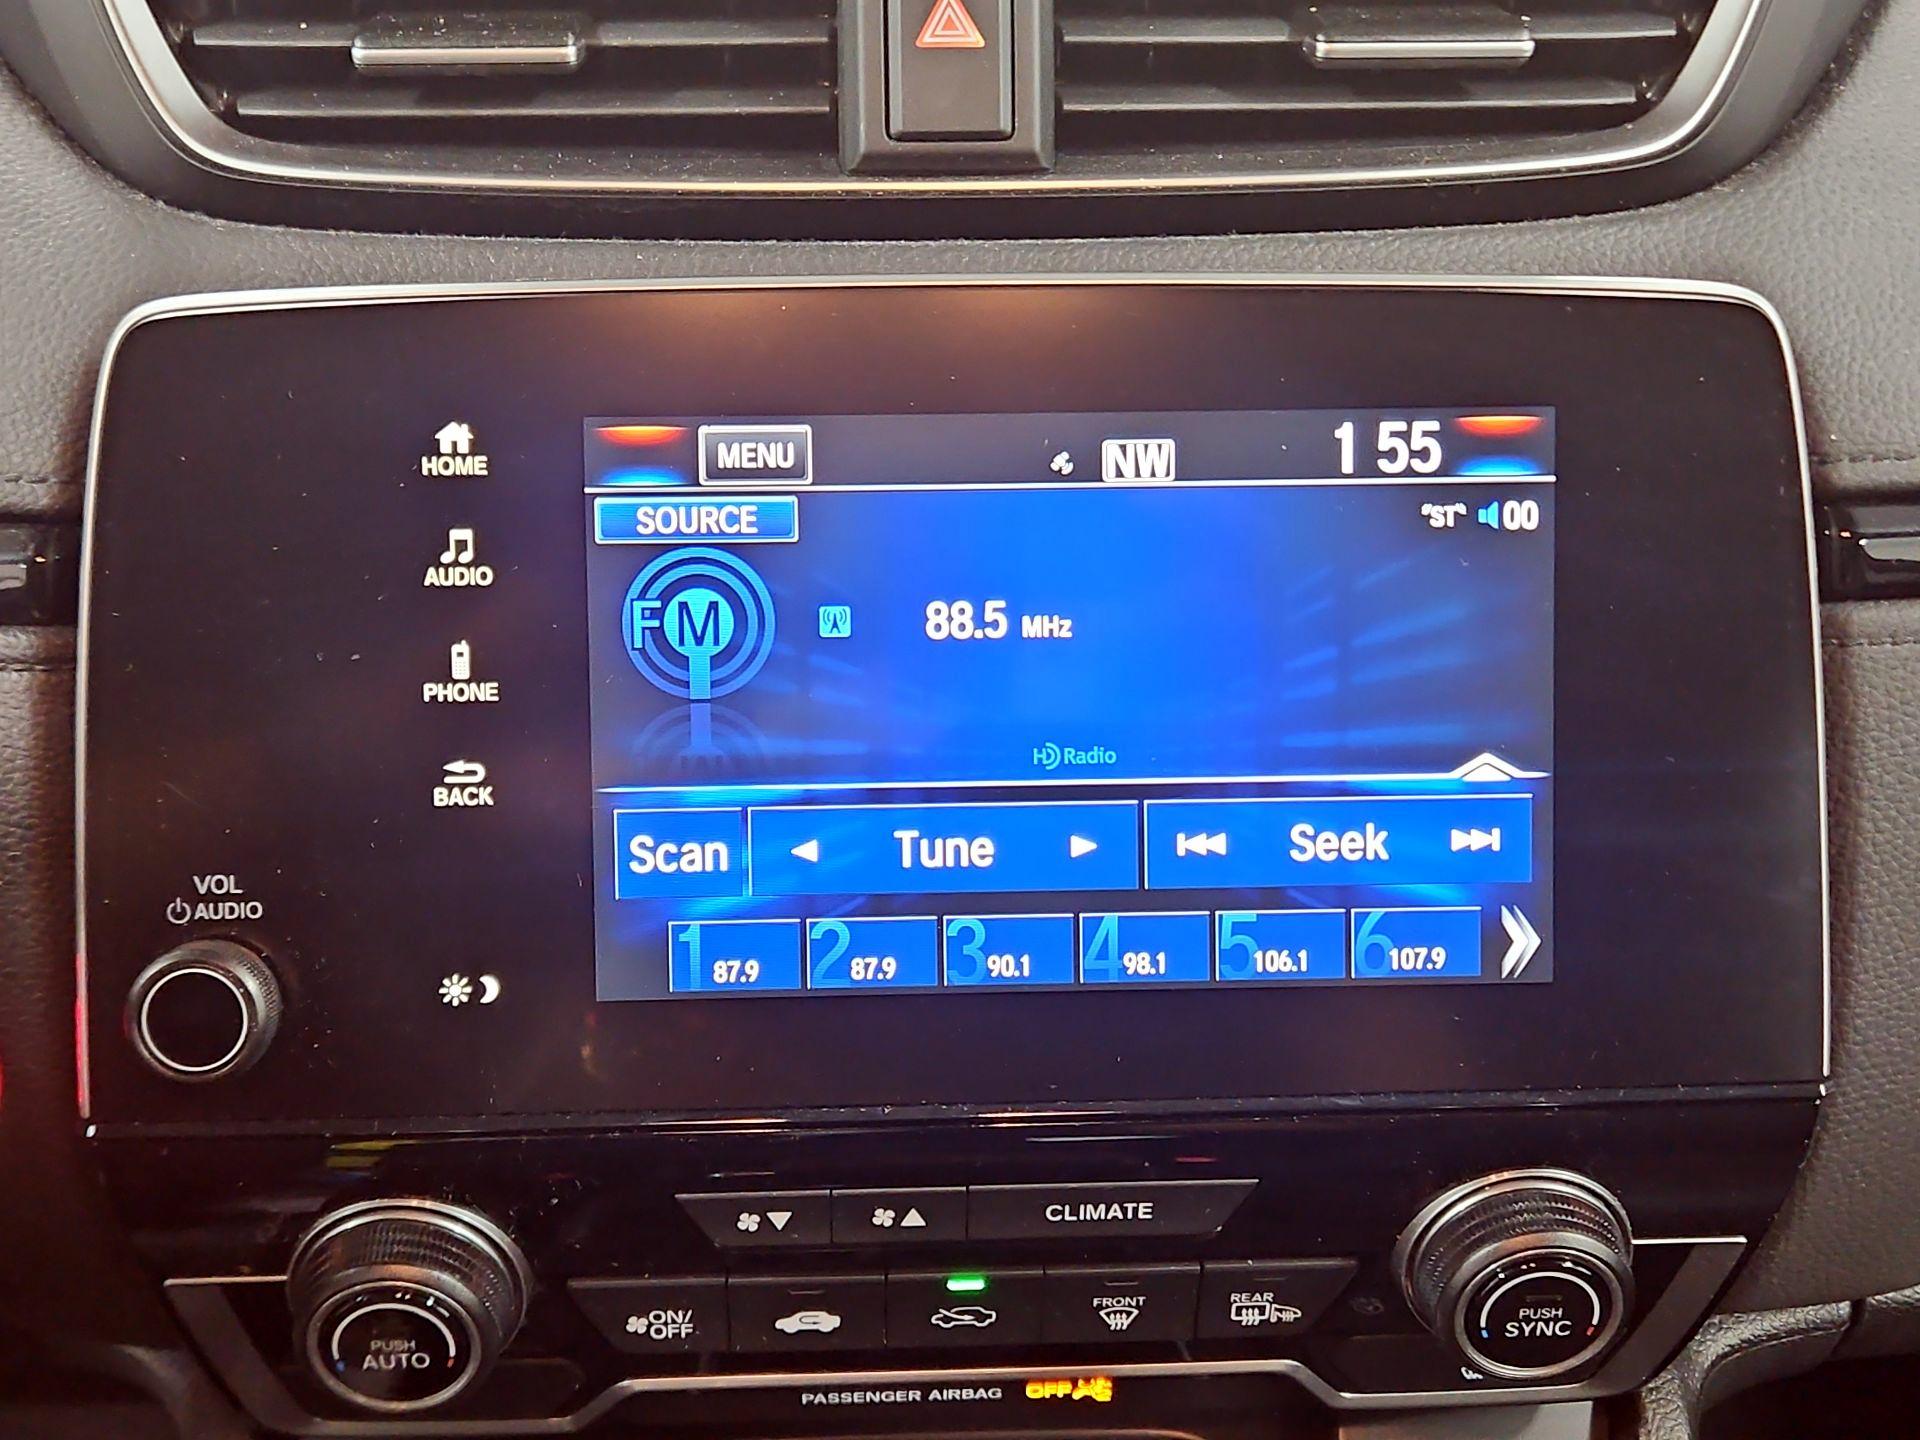 HOME
AUDIO
PHONE
BACK
VOL
AUDIO
MENU
NW
1 55
SOURCE
"ST" 00
FM
88.5 MHz
HD Radio
Scan
Tune
Seek
1 87.9
2 87.9
3 90.1
4 98.1
5 106.1
6 107.9
CLIMATE
ON/
OFF
FRONT
REAR
PUSH
AUTO
PUSH
SYNC
PASSENGER AIRBAG OFF